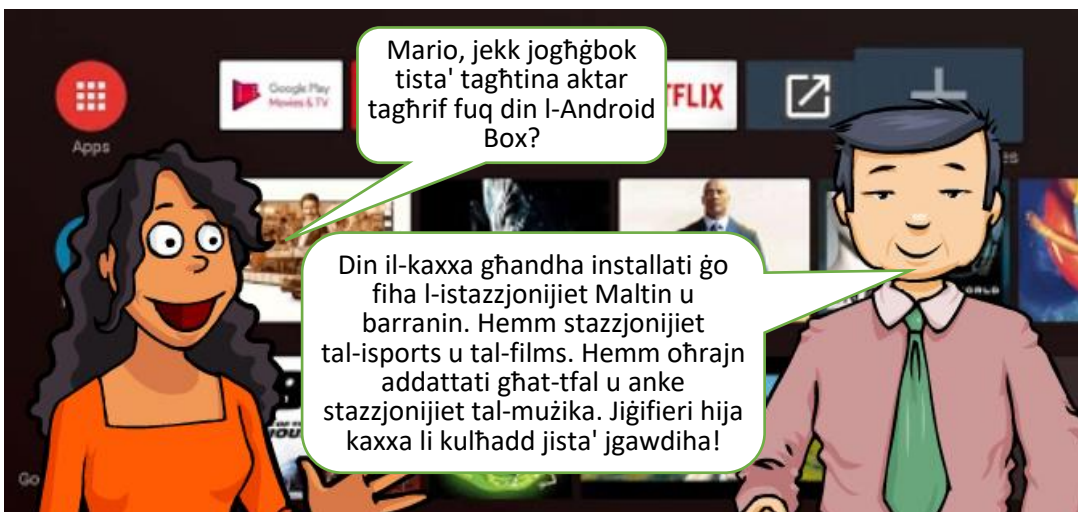 Mario, jekk jogħġbok
tista' tagħtina aktar
tagħrif fuq din l-Android
Box?
Google Play
Movies & TV
FLIX
Apps
Din il-kaxxa għandha installati ġo
fiha l-istazzjonijiet Maltin u
barranin. Hemm stazzjonijiet
tal-isports u tal-films. Hemm oħrajn
addattati għat-tfal u anke
stazzjonijiet tal-mużika. Jiġifieri hija
kaxxa li kulħadd jista' jgawdiha!
Go